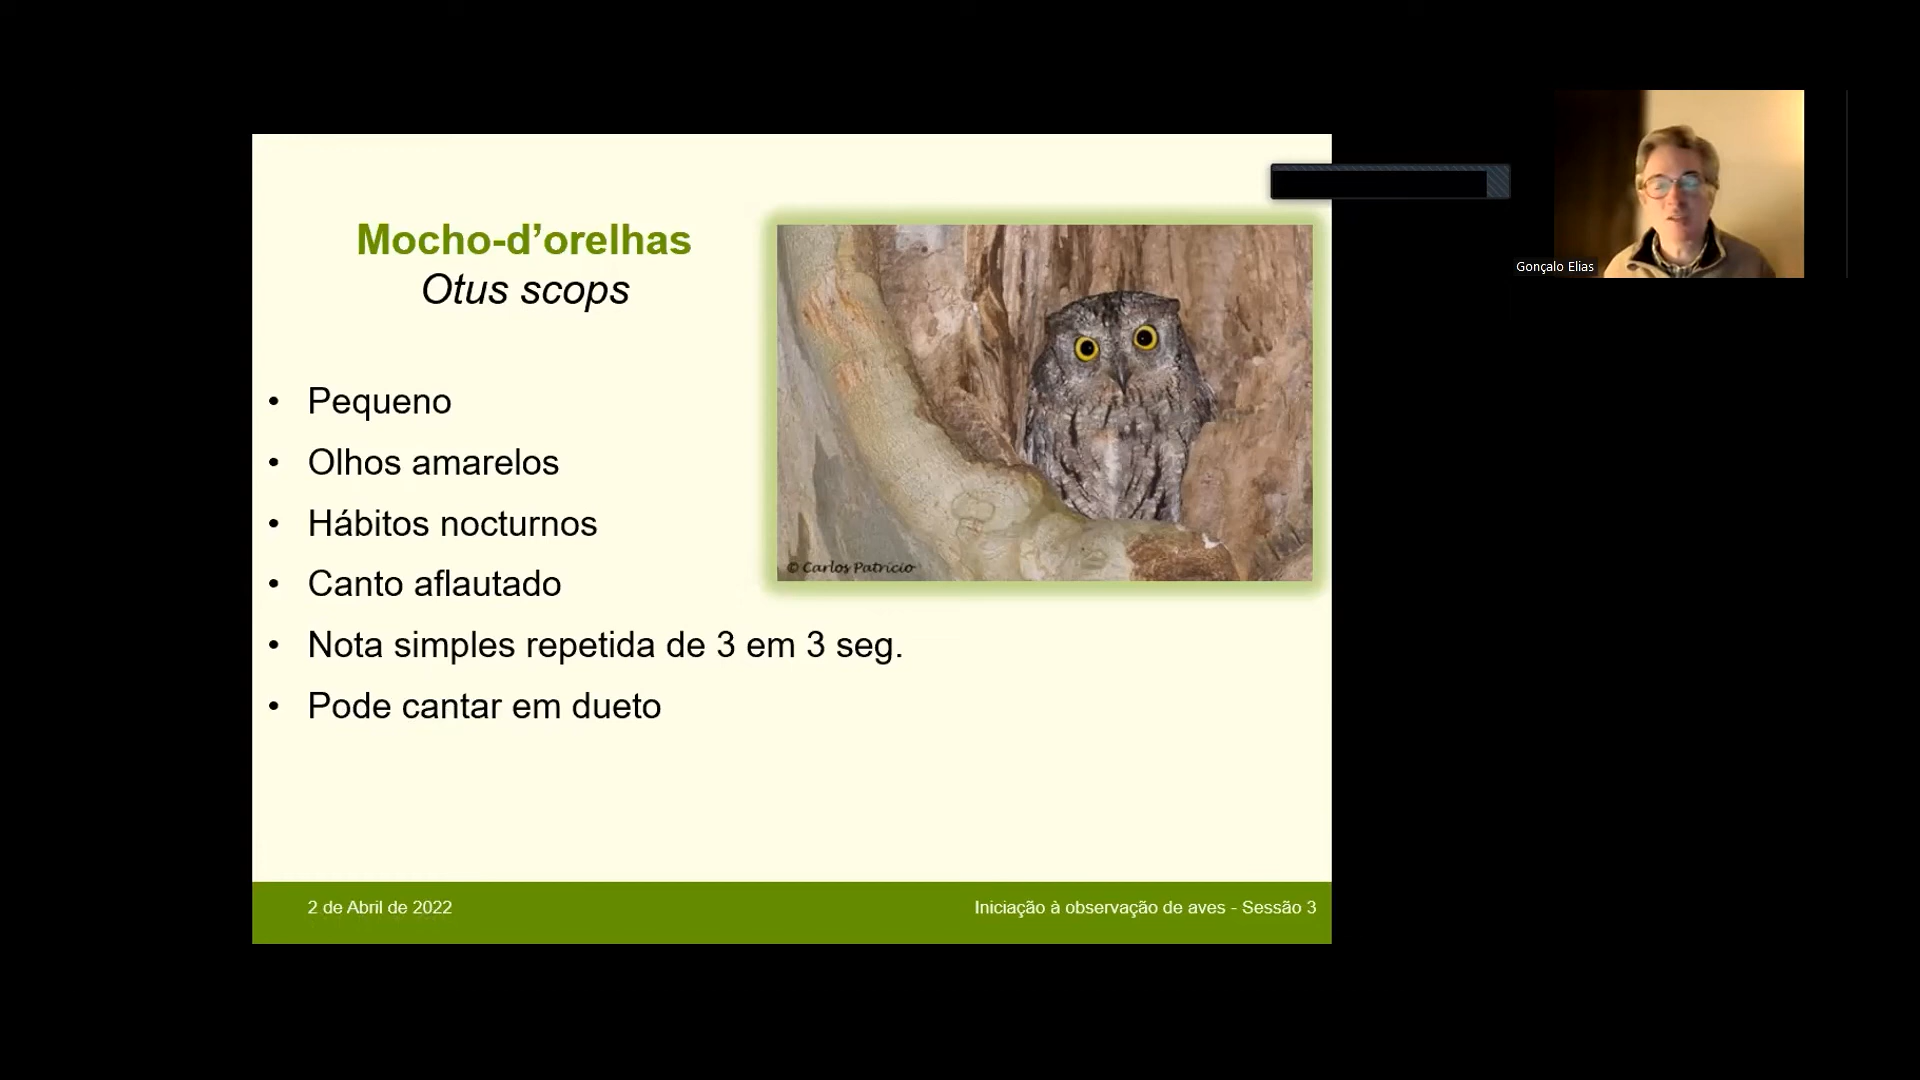 Mocho-d’orelhas
Otus scops
• Pequeno
• Olhos amarelos
• Hábitos nocturnos
• Canto aflautado
• Nota simples repetida de 3 em 3 seg.
• Pode cantar em dueto
© Carlos Patrício
2 de Abril de 2022
Iniciação à observação de aves - Sessão 3
Gonçalo Elias